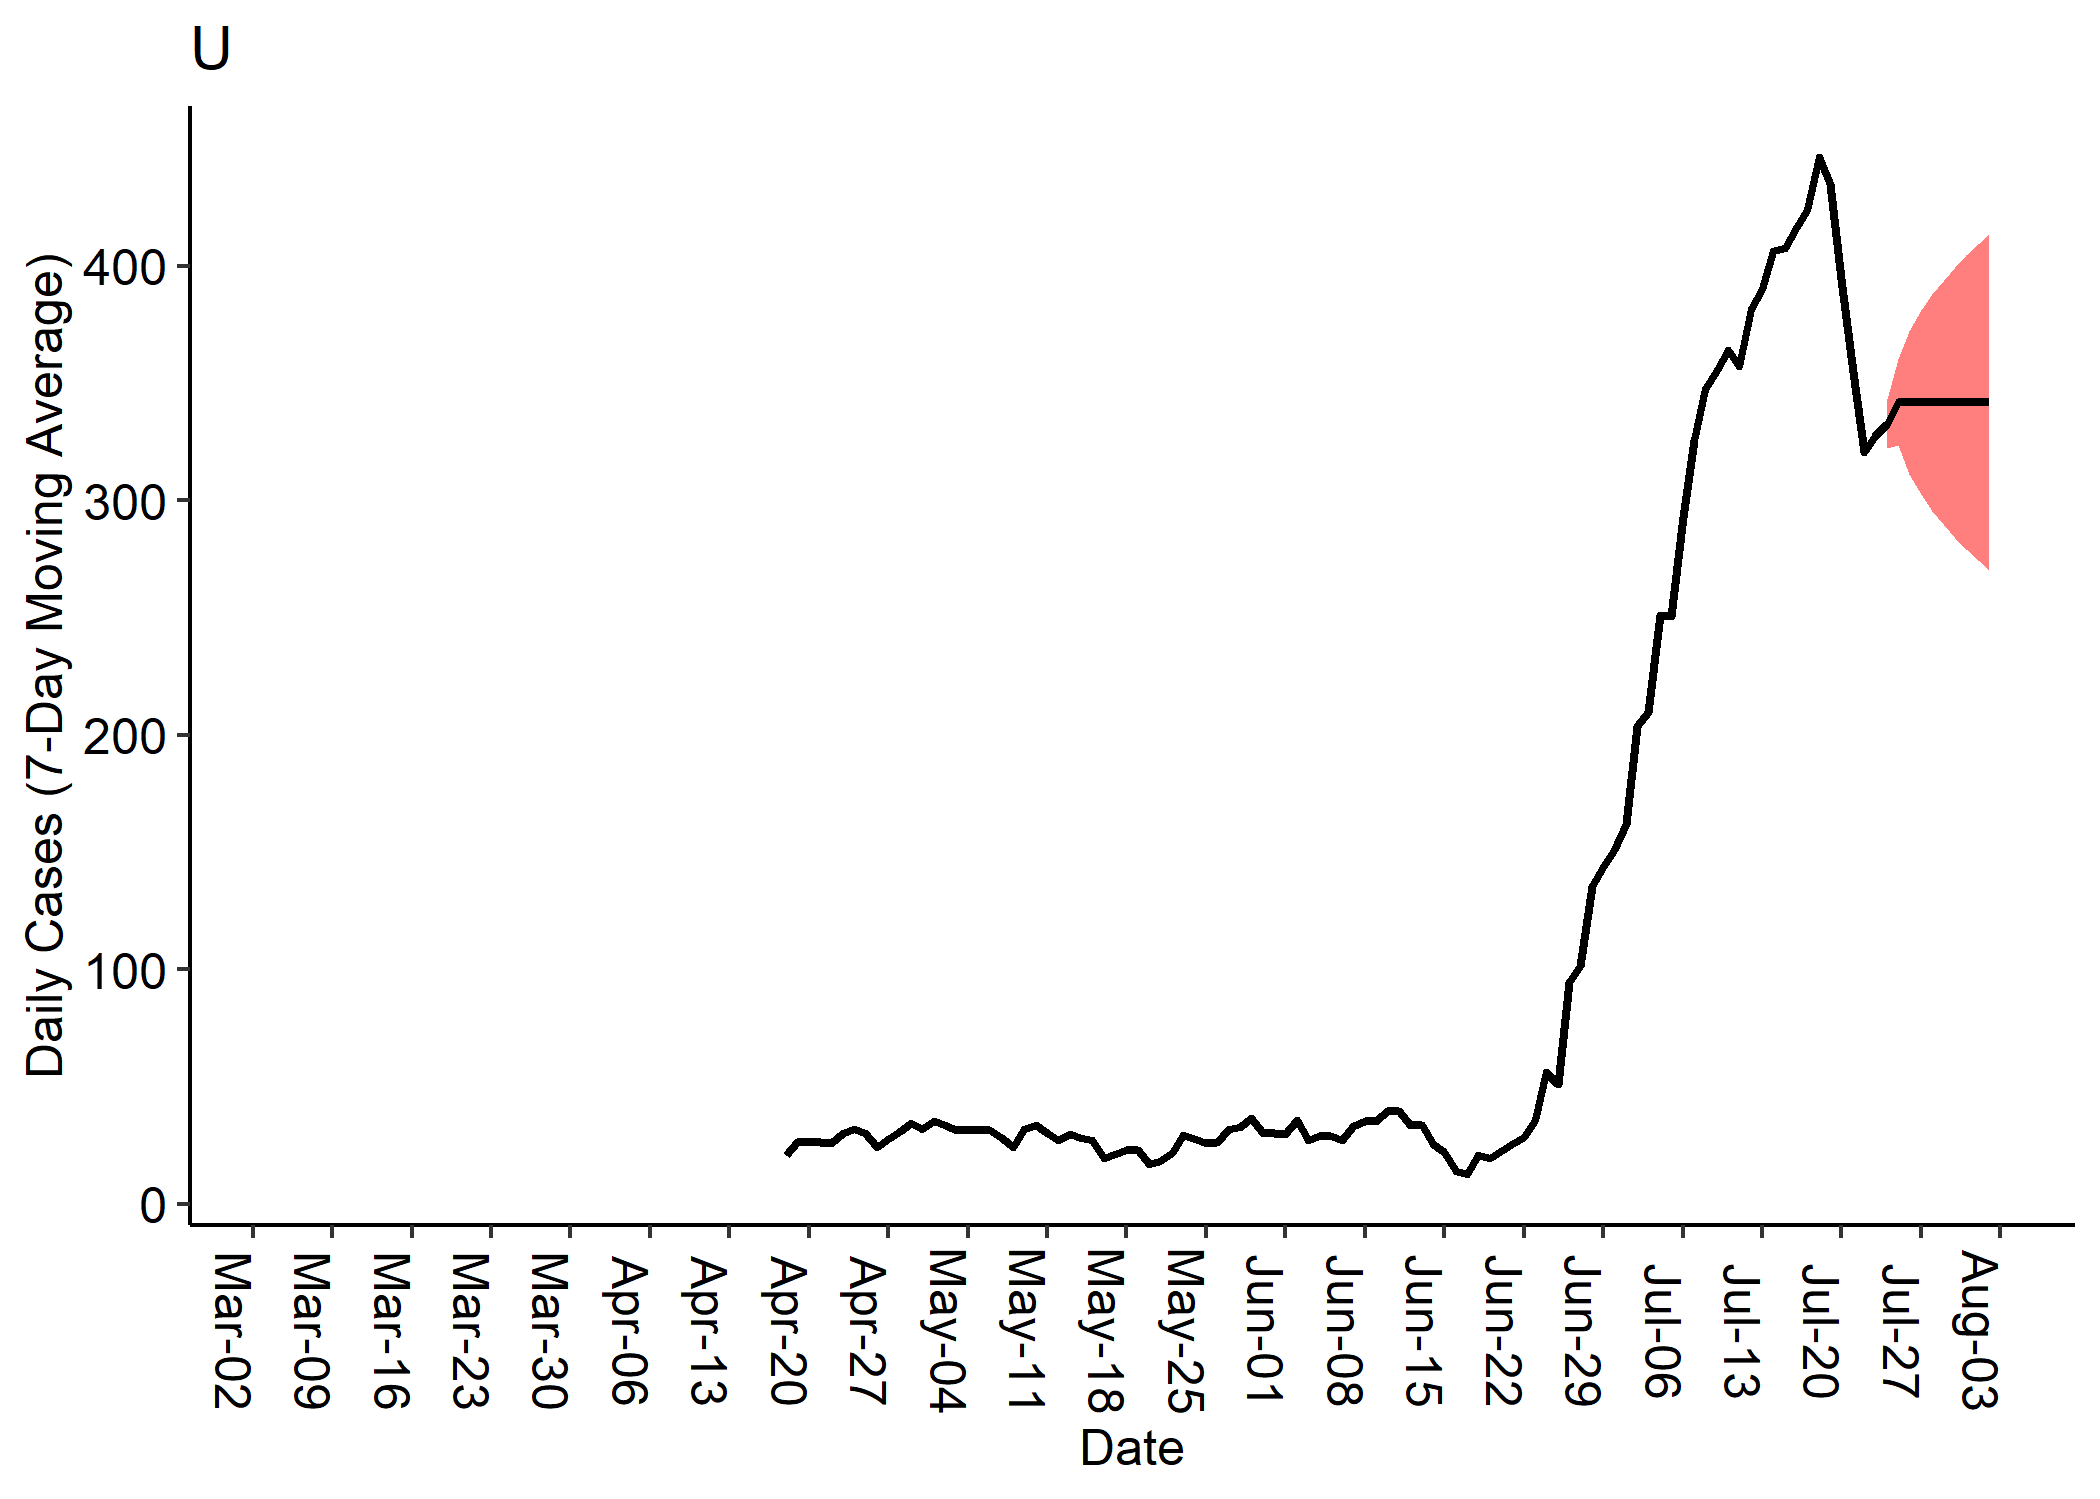 U
Daily Cases (7-Day Moving Average)
400
300
200
100
0
Mar-02
Mar-09
Mar-16
Mar-23
Mar-30
Apr-06
Apr-13
Apr-20
Apr-27
May-04
May-11
May-18
May-25
Jun-01
Jun-08
Jun-15
Jun-22
Jun-29
Jul-06
Jul-13
Jul-20
Jul-27
Aug-03
Date